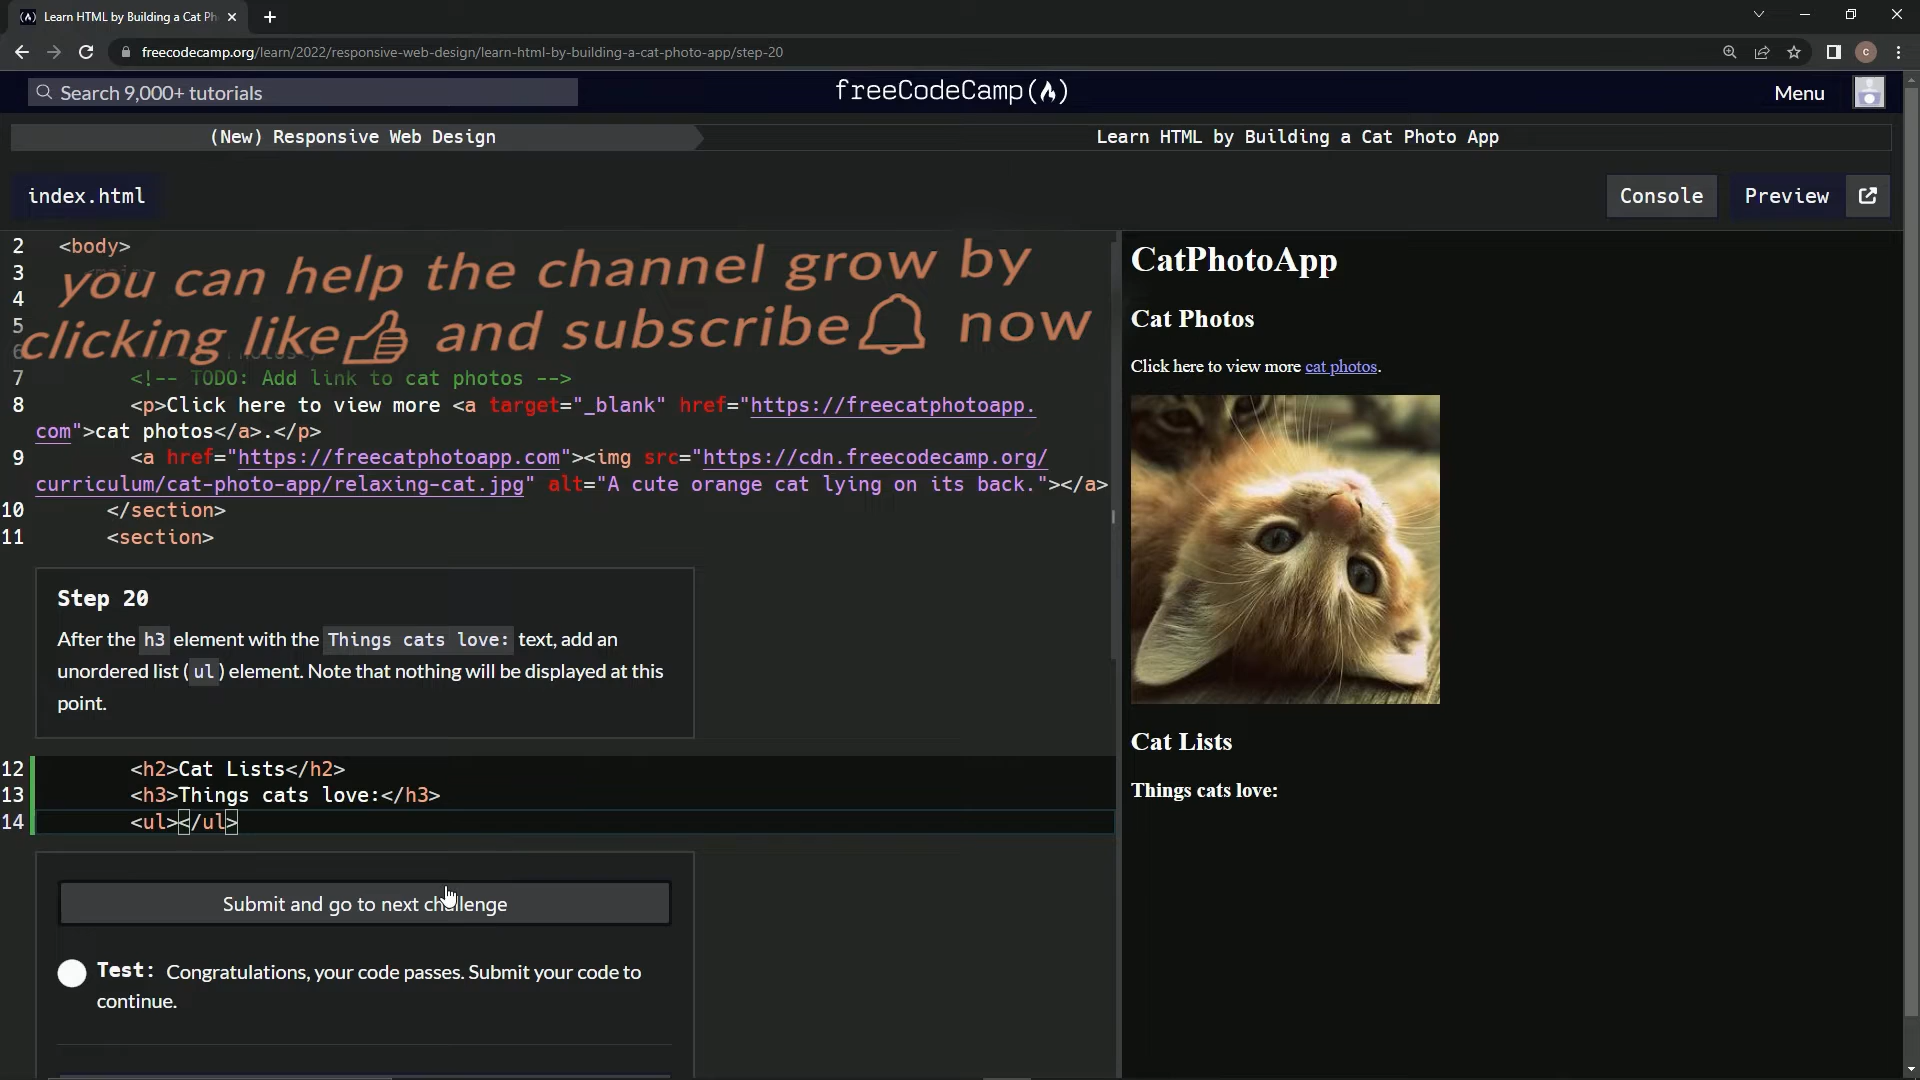 Learn HTML by Building a Cat Ph
freecodecamp.org/learn/2022/responsive-web-design/learn-html-by-building-a-cat-photo-app/step-20
C
Search 9,000+ tutorials
freeCodeCamp
Menu
(New) Responsive Web Design
Learn HTML by Building a Cat Photo App
index.html
Console
Preview
2 <body>
3
4
5
6
you can help the channel grow by
clicking like and subscribe now
7 <!-- TODO: Add link to cat photos -->
8 <p>Click here to view more <a target="_blank" href="https://freecatphotoapp.
com">cat photos</a>.</p>
9 <a href="https://freecatphotoapp.com"><img src="https://cdn.freecodecamp.org/
curriculum/cat-photo-app/relaxing-cat.jpg" alt="A cute orange cat lying on its back."></a>
10 </section>
11 <section>
Step 20
After the h3 element with the Things cats love: text, add an
unordered list (ul) element. Note that nothing will be displayed at this
point.
12 <h2>Cat Lists</h2>
13 <h3>Things cats love:</h3>
14 <ul></ul>
Submit and go to next challenge
Test: Congratulations, your code passes. Submit your code to
continue.
CatPhotoApp
Cat Photos
Click here to view more cat photos.
Cat Lists
Things cats love: